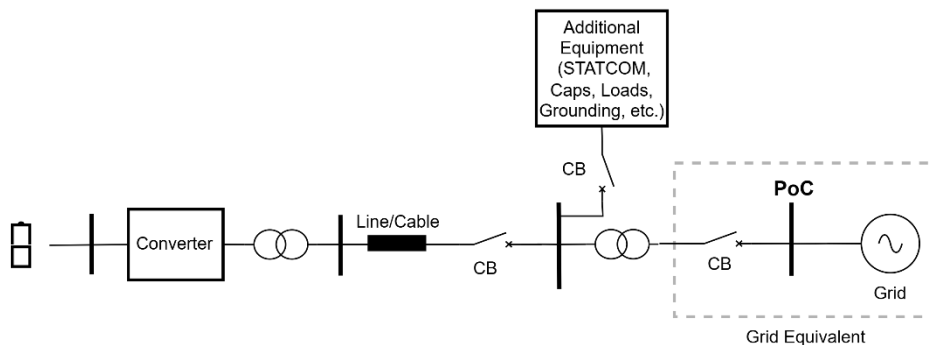 Additional
Equipment
(STATCOM,
Caps, Loads,
Grounding, etc.)
CB
PoC
Line/Cable
Converter
CB
CB
Grid
Grid Equivalent